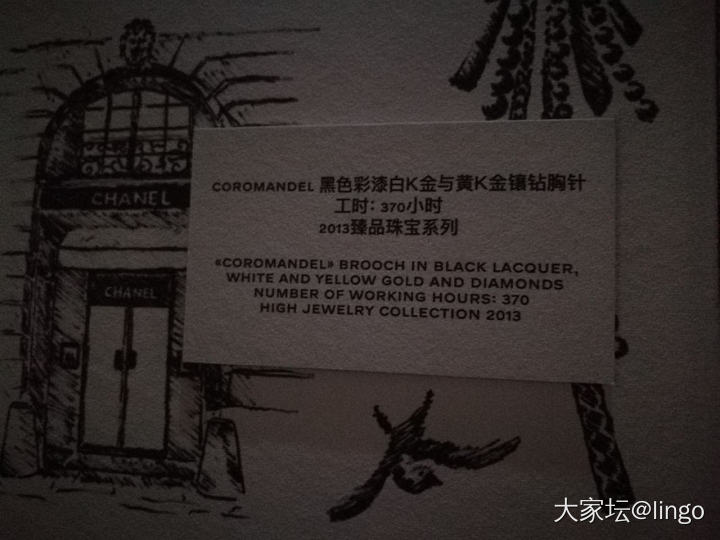 CHANEL
CHANEL
COROMANDEL 黑色彩漆白K金与黄K金镶钻胸针
工时: 370小时
2013臻品珠宝系列
«COROMANDEL» BROOCH IN BLACK LACQUER,
WHITE AND YELLOW GOLD AND DIAMONDS
NUMBER OF WORKING HOURS: 370
HIGH JEWELRY COLLECTION 2013
大家坛@lingo